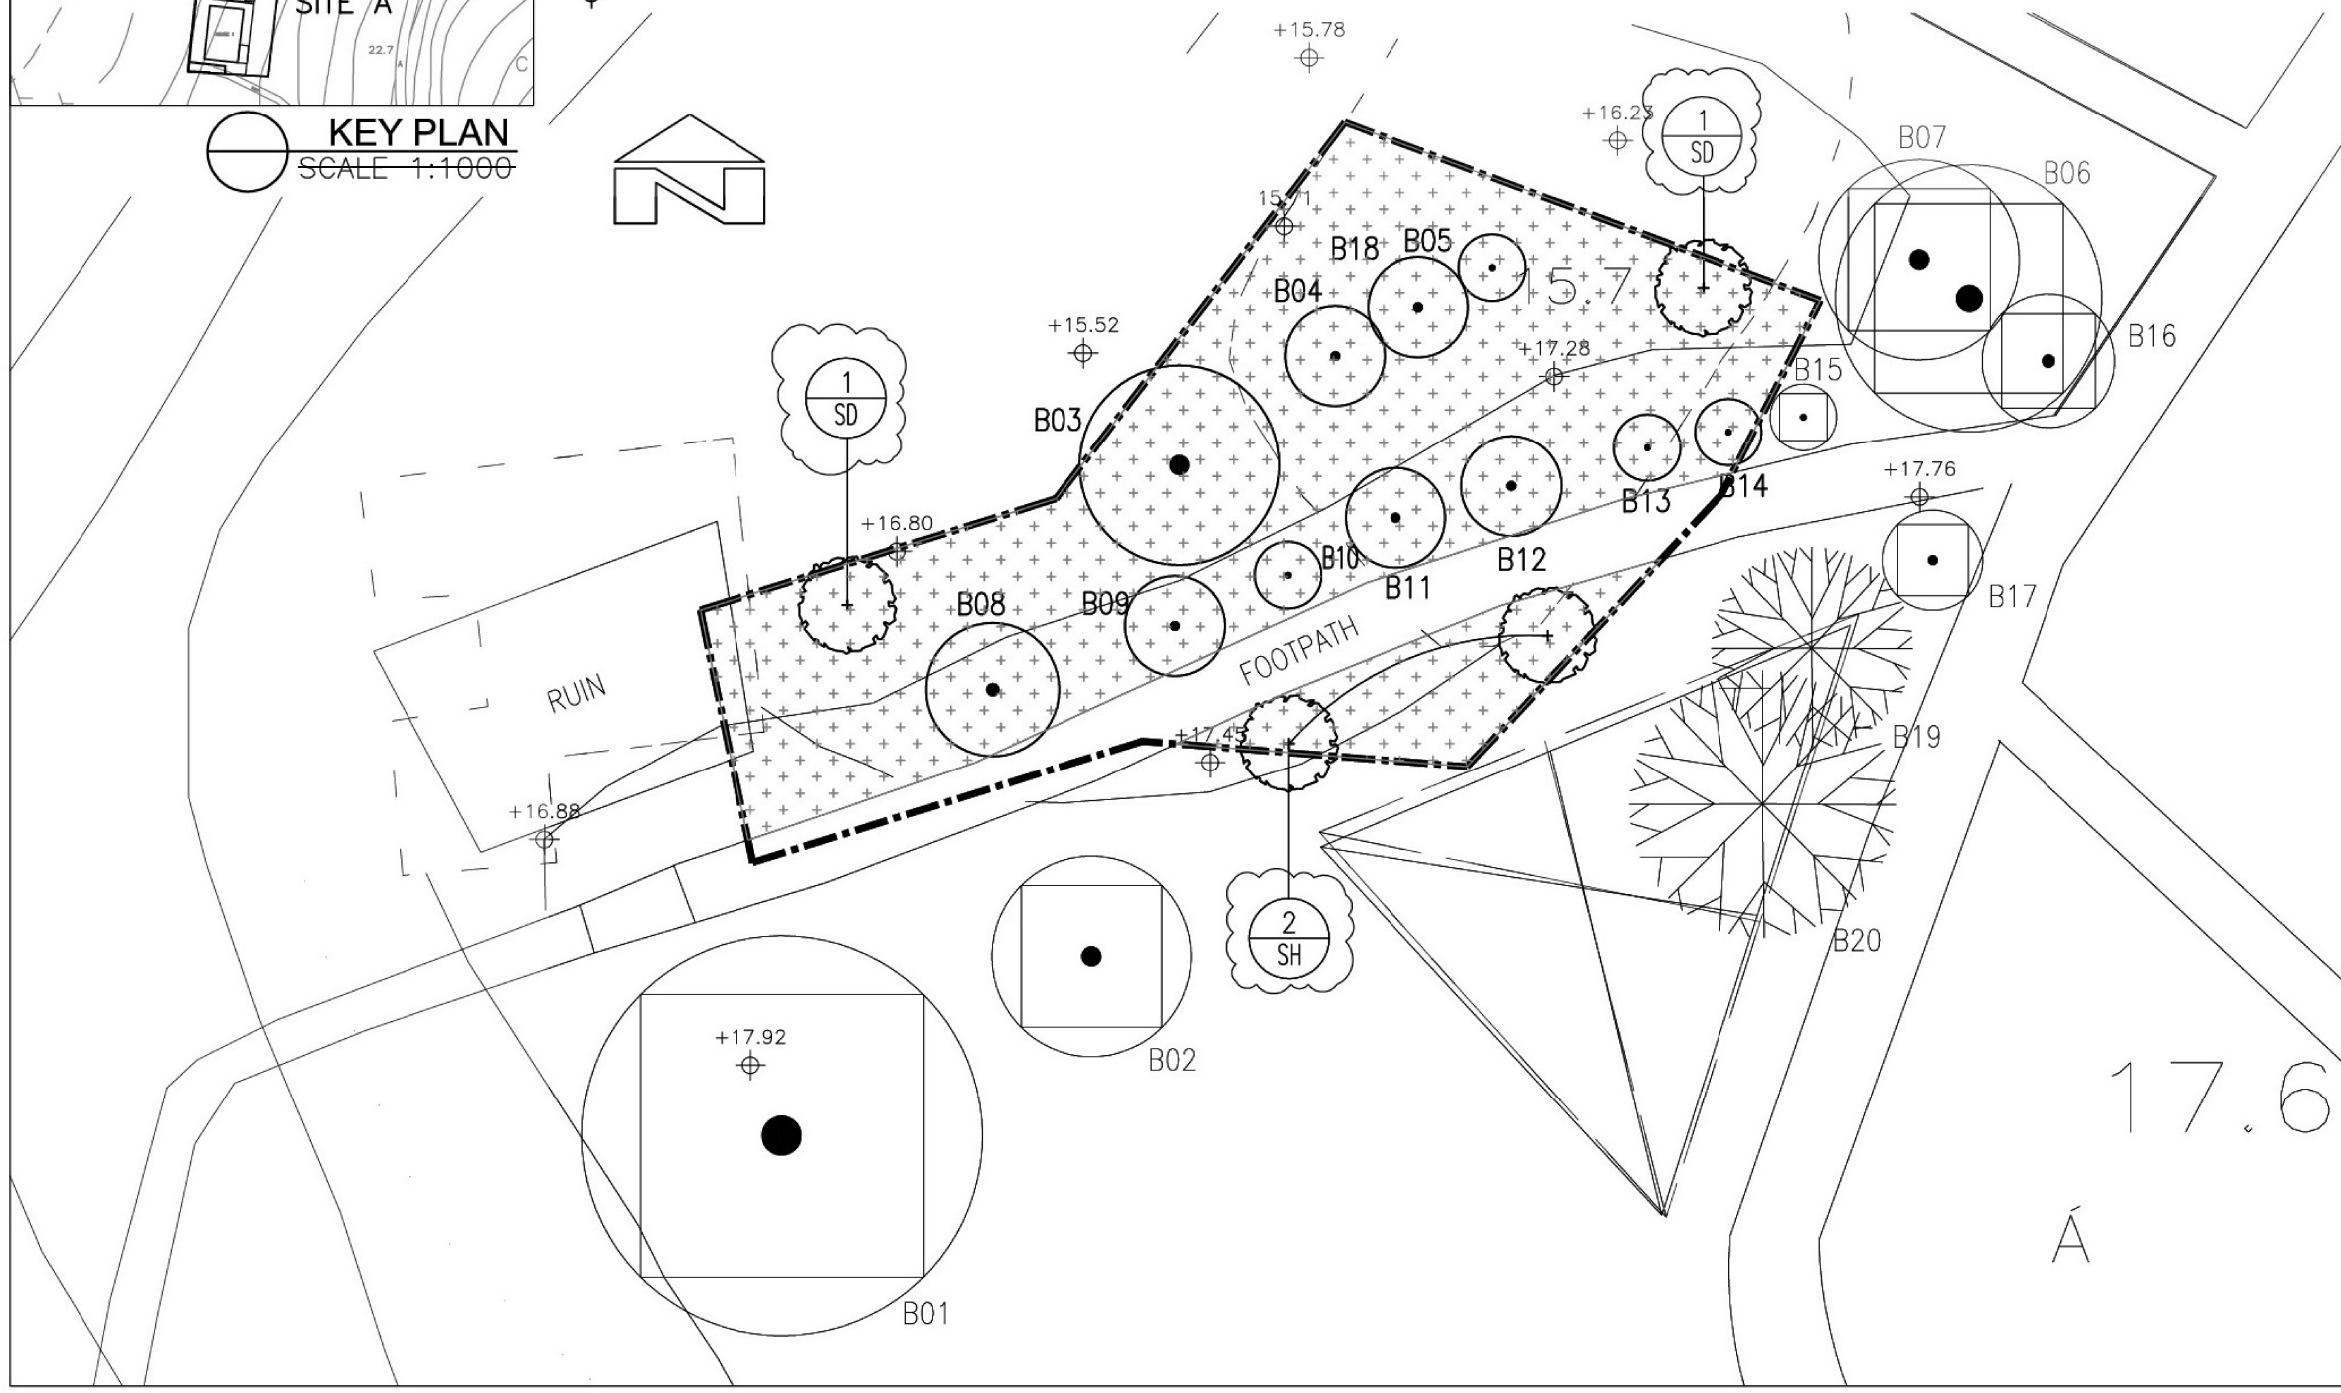 SITE A
22.7
A
C
KEY PLAN
SCALE 1:1000
+15.78
+16.23
1
SD
B07
B06
B18
B05
B04
15.7
+15.52
+17.28
B16
B15
1
SD
B03
+17.76
B14
B13
+16.80
B10
B12
B11
B17
B08
B09
FOOTPATH
RUIN
+17.45
B19
+16.88
2
SH
B20
+17.92
B02
17.6
Á
B01